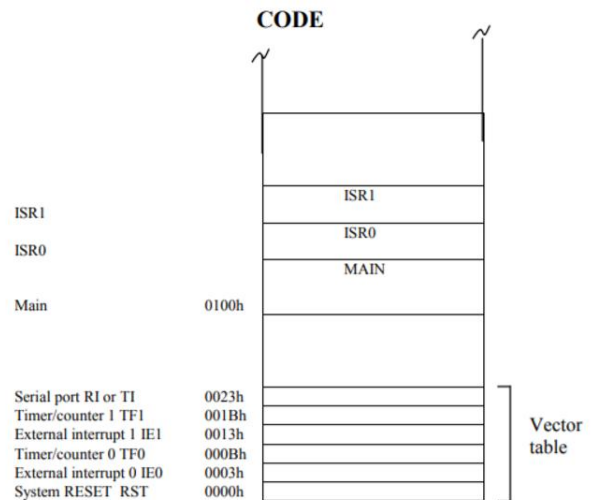 CODE
ISR1
ISR1
ISR0
ISR0
MAIN
Main 0100h
Serial port RI or TI 0023h
Timer/counter 1 TF1 001Bh
External interrupt 1 IE1 0013h
Timer/counter 0 TF0 000Bh
External interrupt 0 IE0 0003h
System RESET RST 0000h
Vector
table